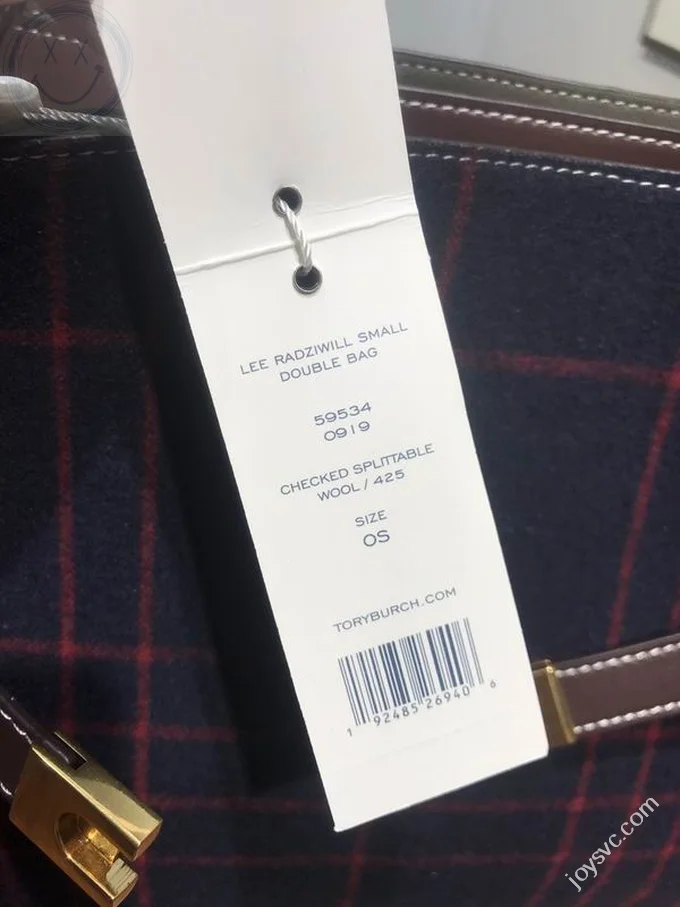 LEE RADZIWILL SMALL
DOUBLE BAG
59534
0919
CHECKED SPLITTABLE
WOOL / 425
SIZE
OS
TORYBURCH.COM
1 92485 26940 6
joysvc.com